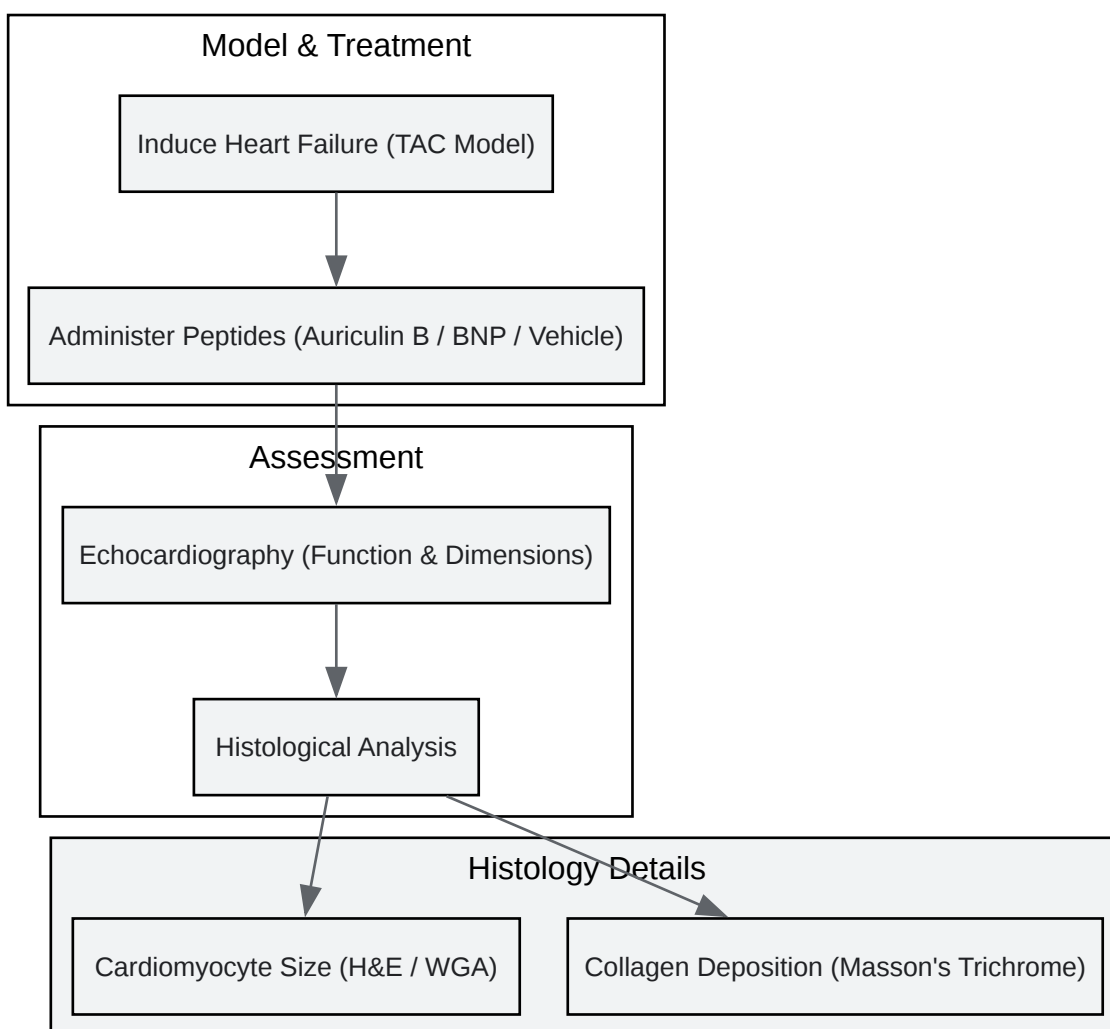 Model & Treatment
Induce Heart Failure (TAC Model)
Administer Peptides (Auriculin B / BNP / Vehicle)
Assessment
Echocardiography (Function & Dimensions)
Histological Analysis
Histology Details
Cardiomyocyte Size (H&E / WGA)
Collagen Deposition (Masson's Trichrome)